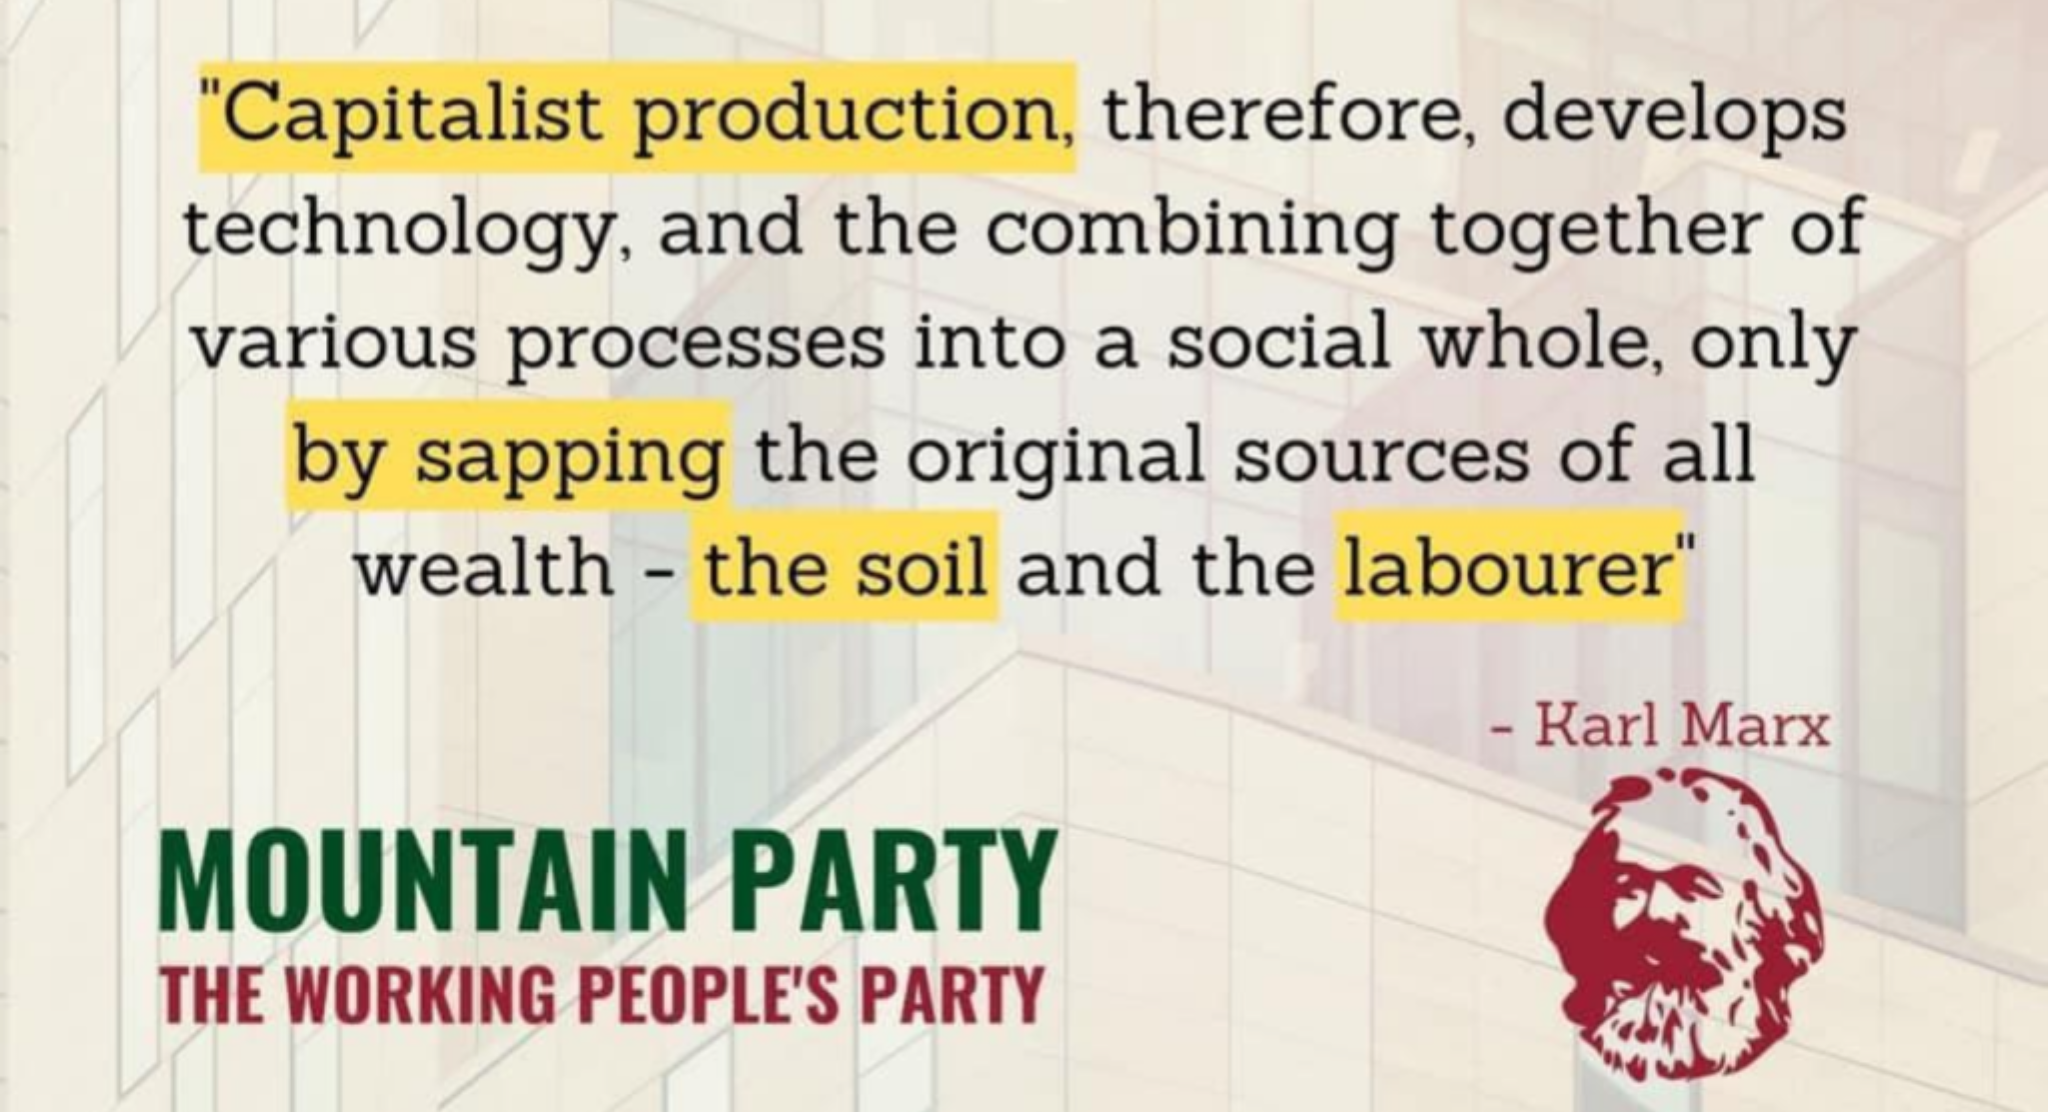 "Capitalist production, therefore, develops
technology, and the combining together of
various processes into a social whole, only
by sapping the original sources of all
wealth - the soil and the labourer"
- Karl Marx
MOUNTAIN PARTY
THE WORKING PEOPLE'S PARTY